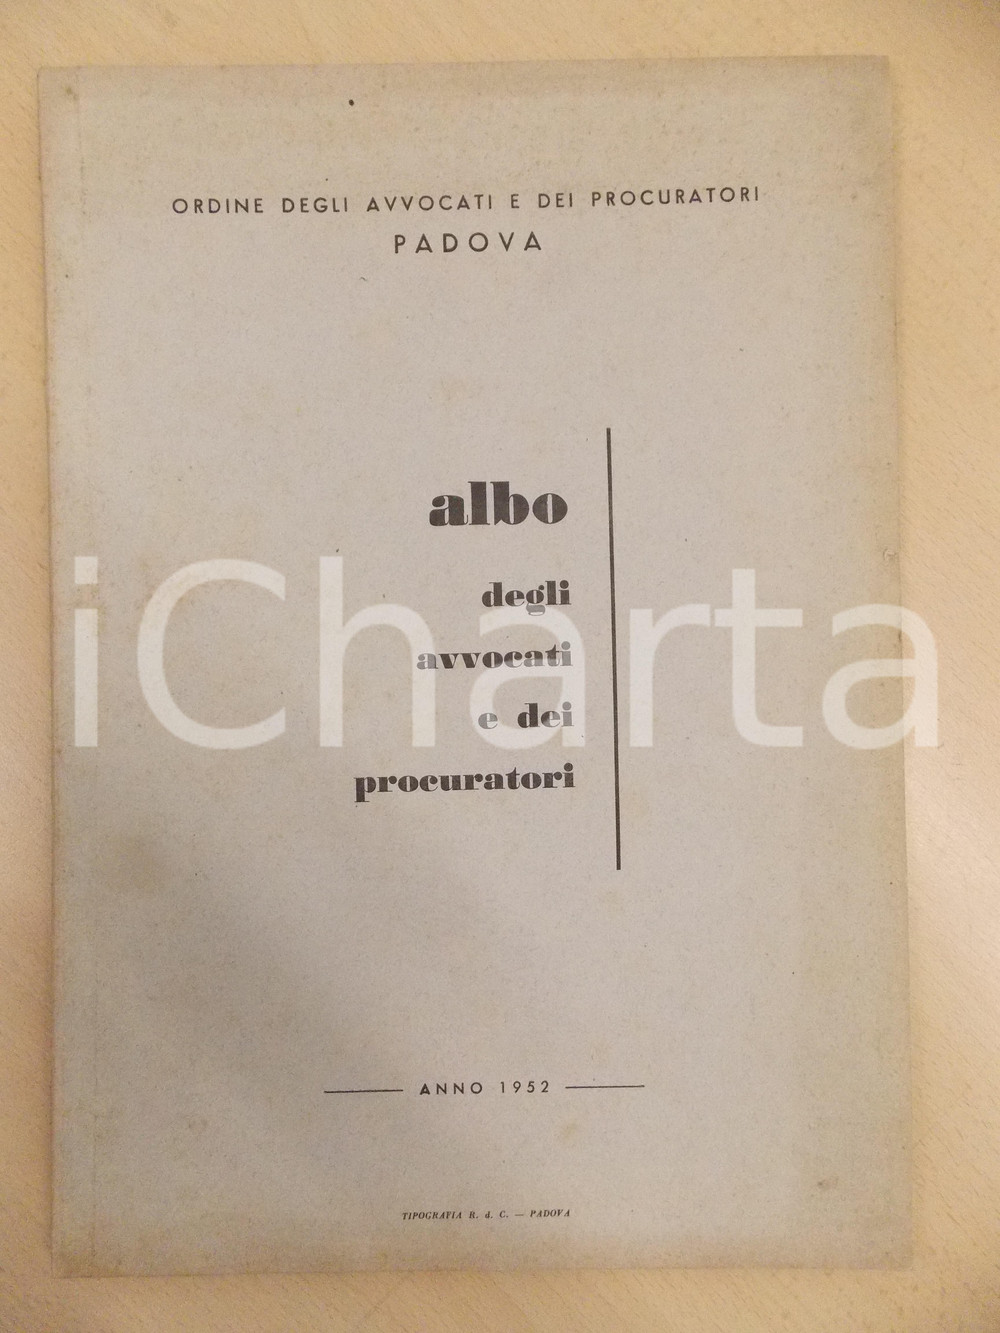 ORDINE DEGLI AVVOCATI E DEI PROCURATORI
PADOVA
albo
degli
avvocati
e dei
procuratori
iCharta
ANNO 1952
TIPOGRAFIA R. d. C. — PADOVA